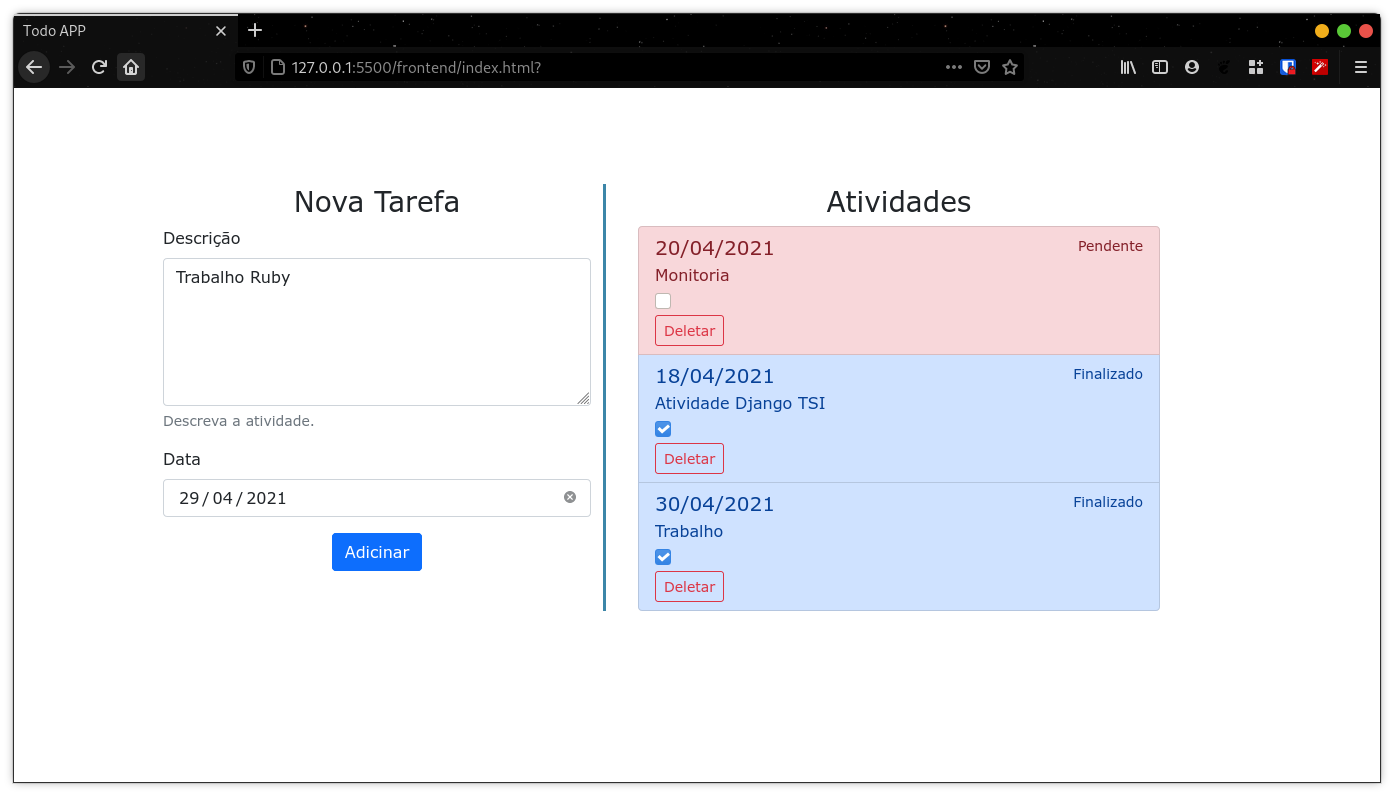 Todo APP
127.0.0.1:5500/frontend/index.html?
Nova Tarefa
Descrição
Trabalho Ruby
Descreva a atividade.
Data
29/04/2021
Adicinar
Atividades
20/04/2021
Pendente
Monitoria
Deletar
18/04/2021
Finalizado
Atividade Django TSI
Deletar
30/04/2021
Finalizado
Trabalho
Deletar